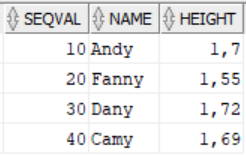 SEQVAL NAME HEIGHT
10 Andy 1,7
20 Fanny 1,55
30 Dany 1,72
40 Camy 1,69